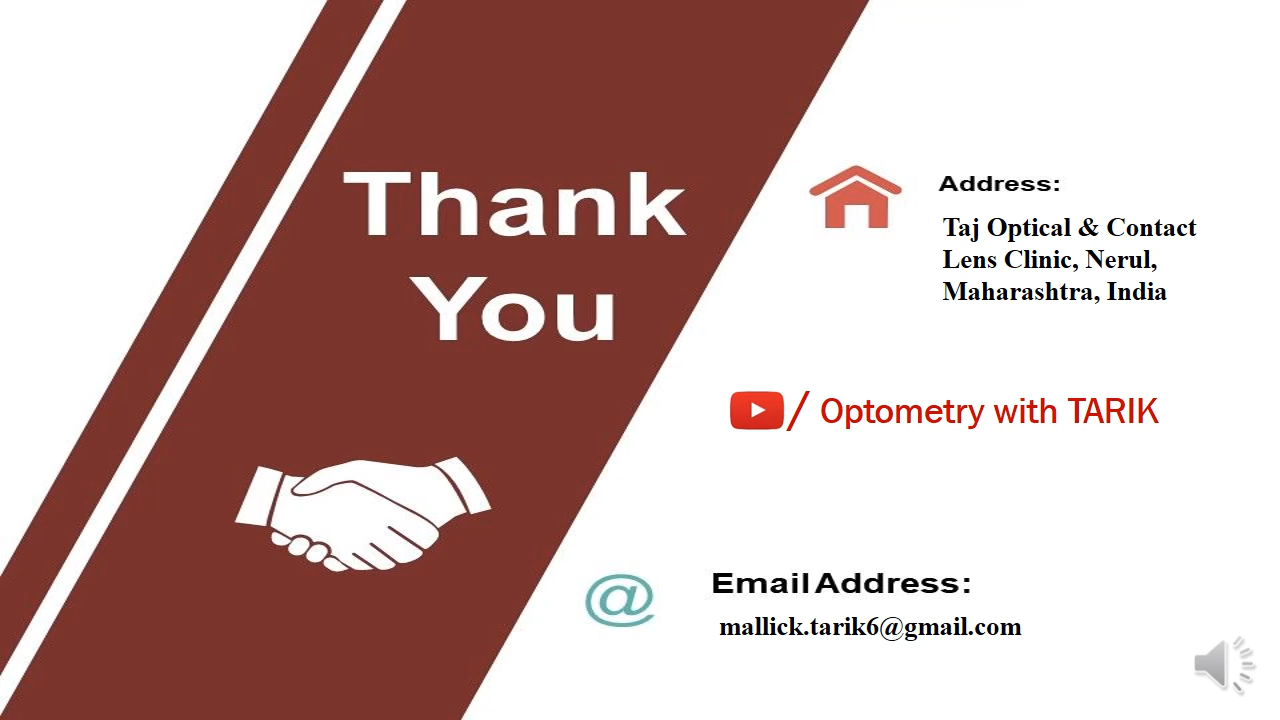 Thank
You
Address:
Taj Optical & Contact
Lens Clinic, Nerul,
Maharashtra, India
/ Optometry with TARIK
@
Email Address:
mallick.tarik6@gmail.com